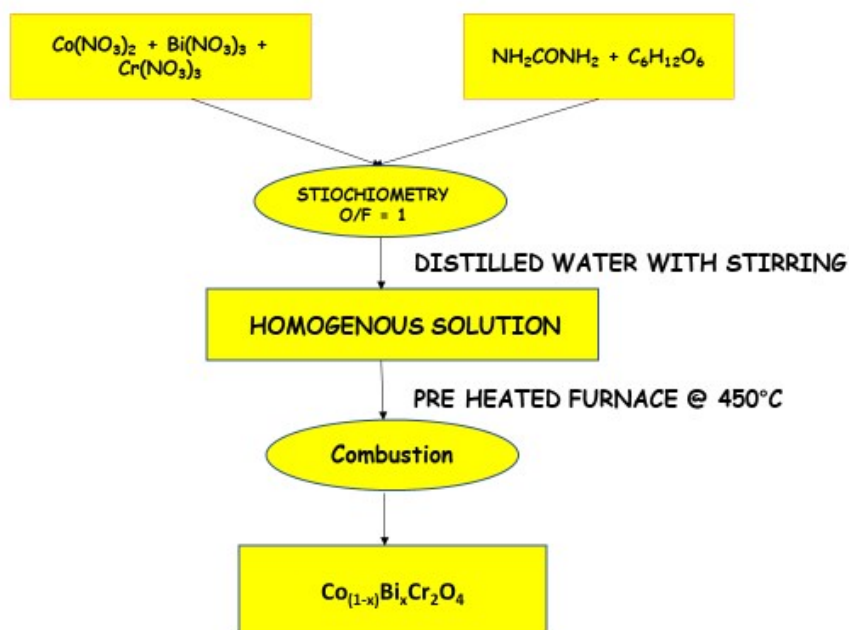 Co(NO₃)₂ + Bi(NO₃)₃ +
Cr(NO₃)₃
NH₂CONH₂ + C₆H₁₂O₆
STIOCHIOMETRY
O/F = 1
DISTILLED WATER WITH STIRRING
HOMOGENOUS SOLUTION
PRE HEATED FURNACE @ 450°C
Combustion
Co₍₁₋ₓ₎BiₓCr₂O₄